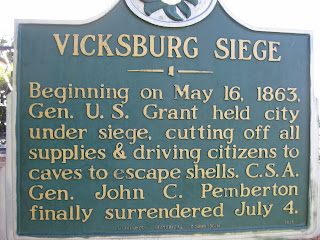 VICKSBURG SIEGE
Beginning on May 16, 1863,
Gen. U. S. Grant held city
under siege, cutting off all
supplies & driving citizens to
caves to escape shells. C.S.A.
Gen. John C. Pemberton
finally surrendered July 4.